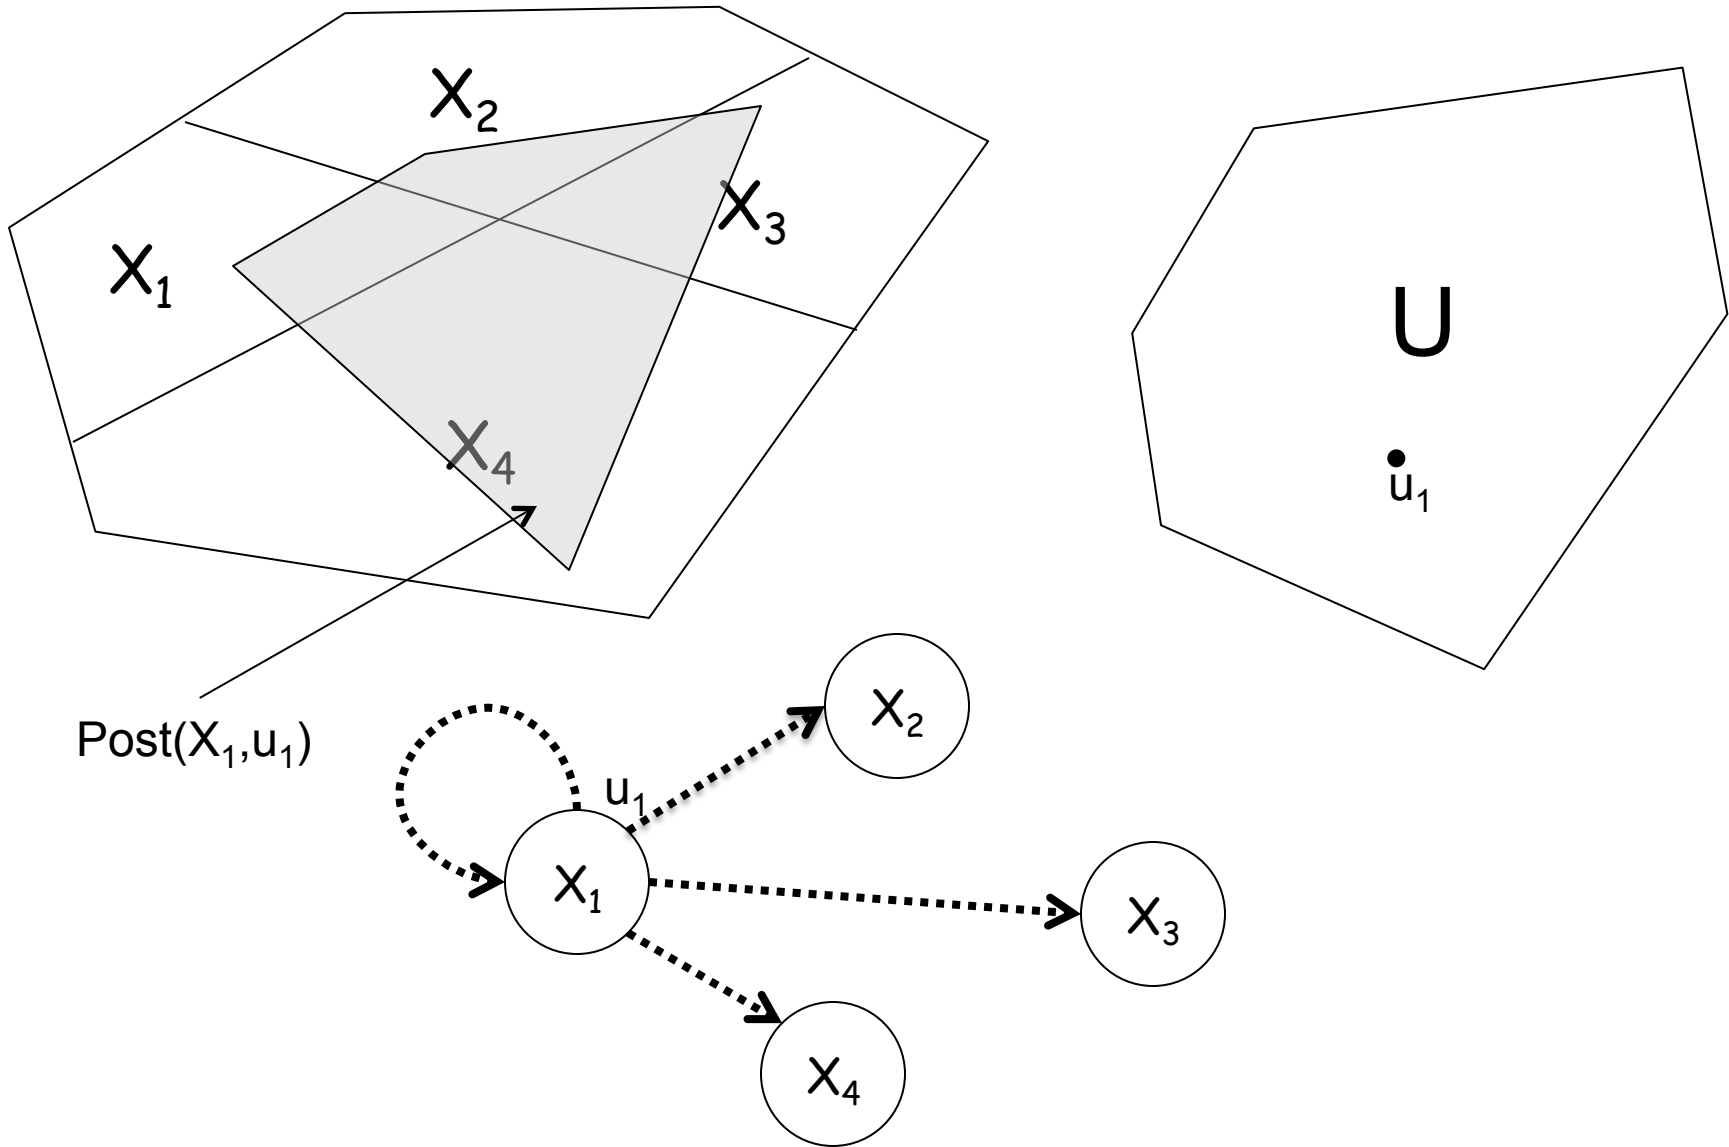 X₂
X₃
X₁
U
X₄
u₁
Post(X₁,u₁)
X₂
u₁
X₁
X₃
X₄